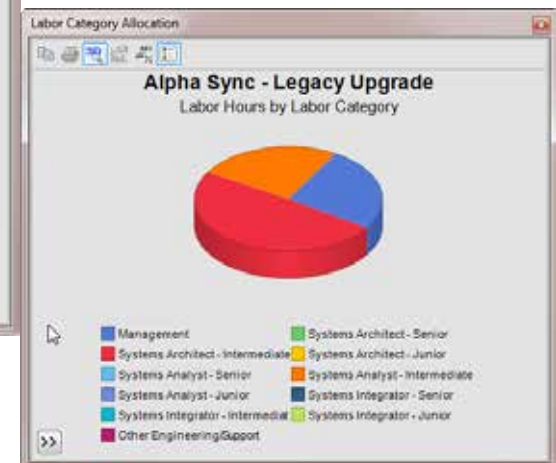 Labor Category Allocation
Alpha Sync - Legacy Upgrade
Labor Hours by Labor Category
Management
Systems Architect - Senior
Systems Architect - Intermediate
Systems Architect - Junior
Systems Analyst - Senior
Systems Analyst - Intermediate
Systems Analyst - Junior
Systems Integrator - Senior
Systems Integrator - Intermediat
Systems Integrator - Junior
Other Engineering/Support
>>